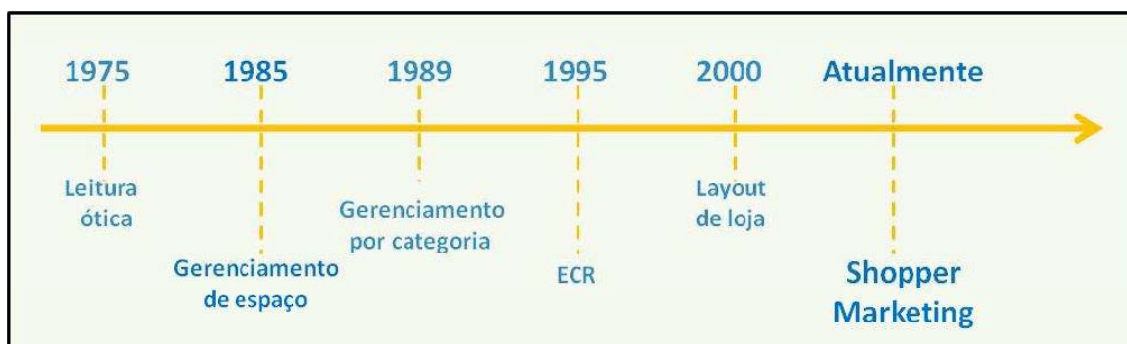 1975 1985 1989 1995 2000 Atualmente
Leitura
ótica
Gerenciamento
de espaço
Gerenciamento
por categoria
ECR
Layout
de loja
Shopper
Marketing